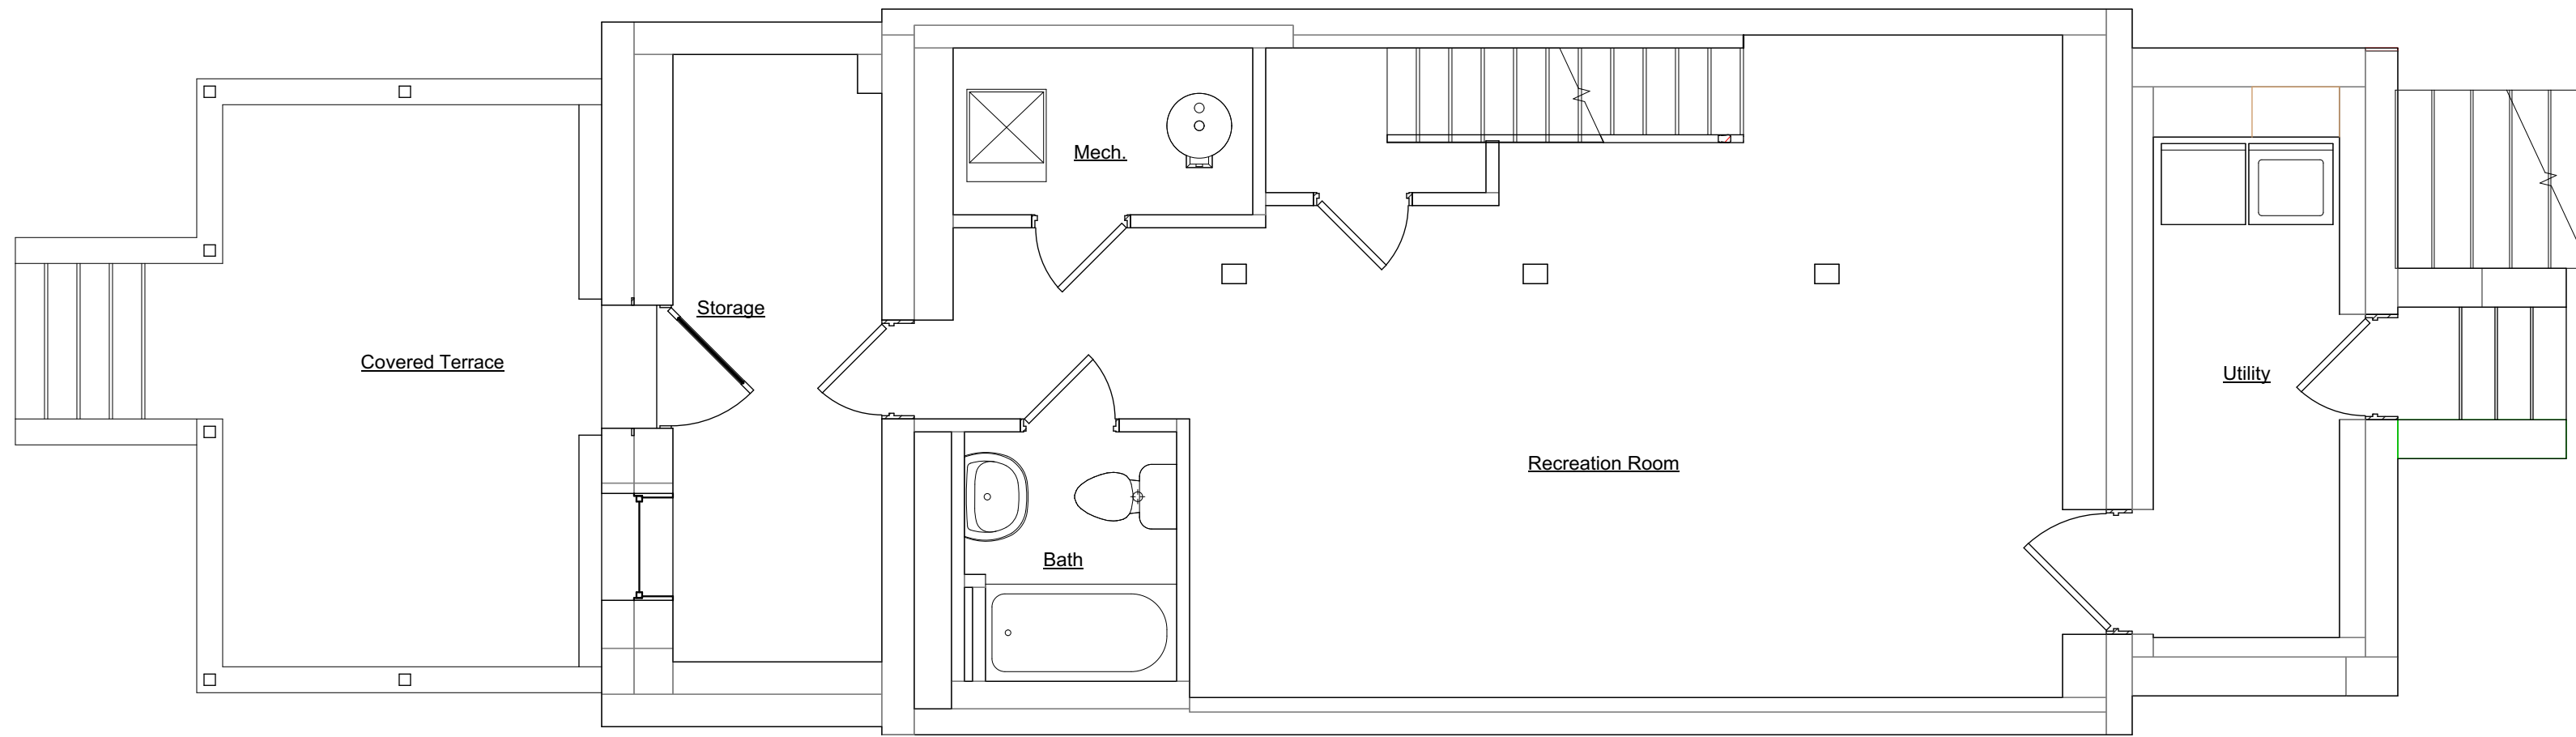 Mech.
Storage
Covered Terrace
Utility
Recreation Room
Bath